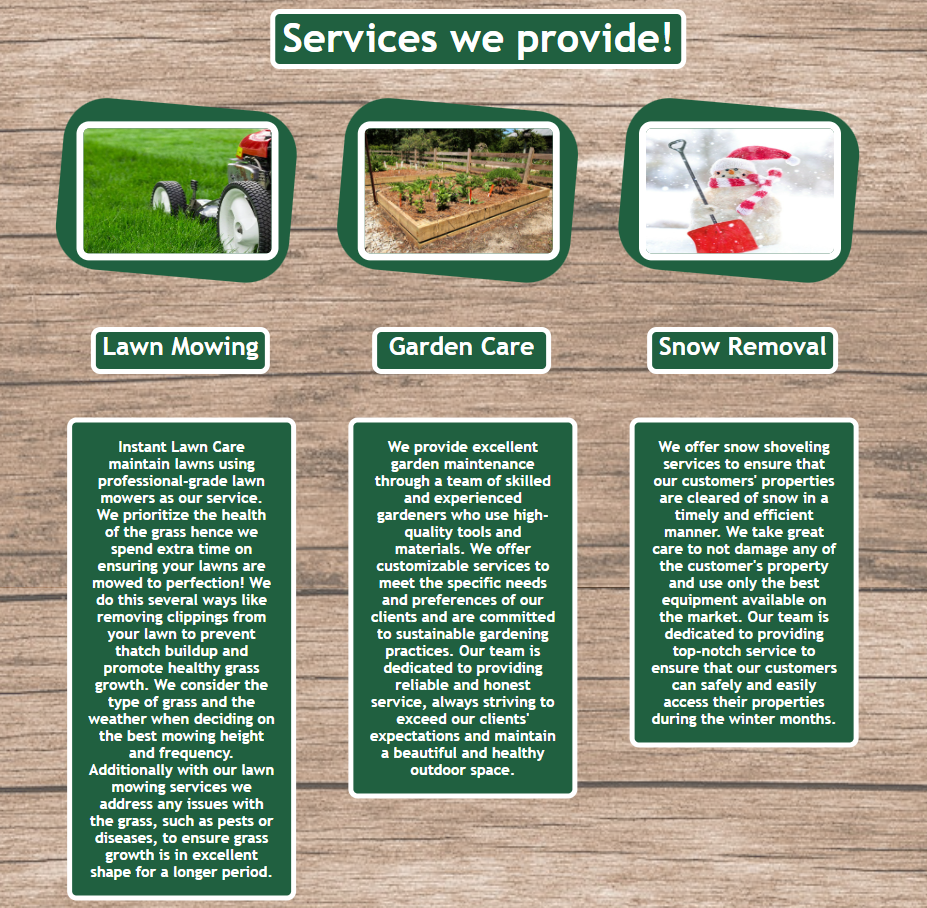 Services we provide!
Lawn Mowing
Garden Care
Snow Removal
Instant Lawn Care
maintain lawns using
professional-grade lawn
mowers as our service.
We prioritize the health
of the grass hence we
spend extra time on
ensuring your lawns are
mowed to perfection! We
do this several ways like
removing clippings from
your lawn to prevent
thatch buildup and
promote healthy grass
growth. We consider the
type of grass and the
weather when deciding on
the best mowing height
and frequency.
Additionally with our lawn
mowing services we
address any issues with
the grass, such as pests or
diseases, to ensure grass
growth is in excellent
shape for a longer period.
We provide excellent
garden maintenance
through a team of skilled
and experienced
gardeners who use high-
quality tools and
materials. We offer
customizable services to
meet the specific needs
and preferences of our
clients and are committed
to sustainable gardening
practices. Our team is
dedicated to providing
reliable and honest
service, always striving to
exceed our clients'
expectations and maintain
a beautiful and healthy
outdoor space.
We offer snow shoveling
services to ensure that
our customers' properties
are cleared of snow in a
timely and efficient
manner. We take great
care to not damage any of
the customer's property
and use only the best
equipment available on
the market. Our team is
dedicated to providing
top-notch service to
ensure that our customers
can safely and easily
access their properties
during the winter months.